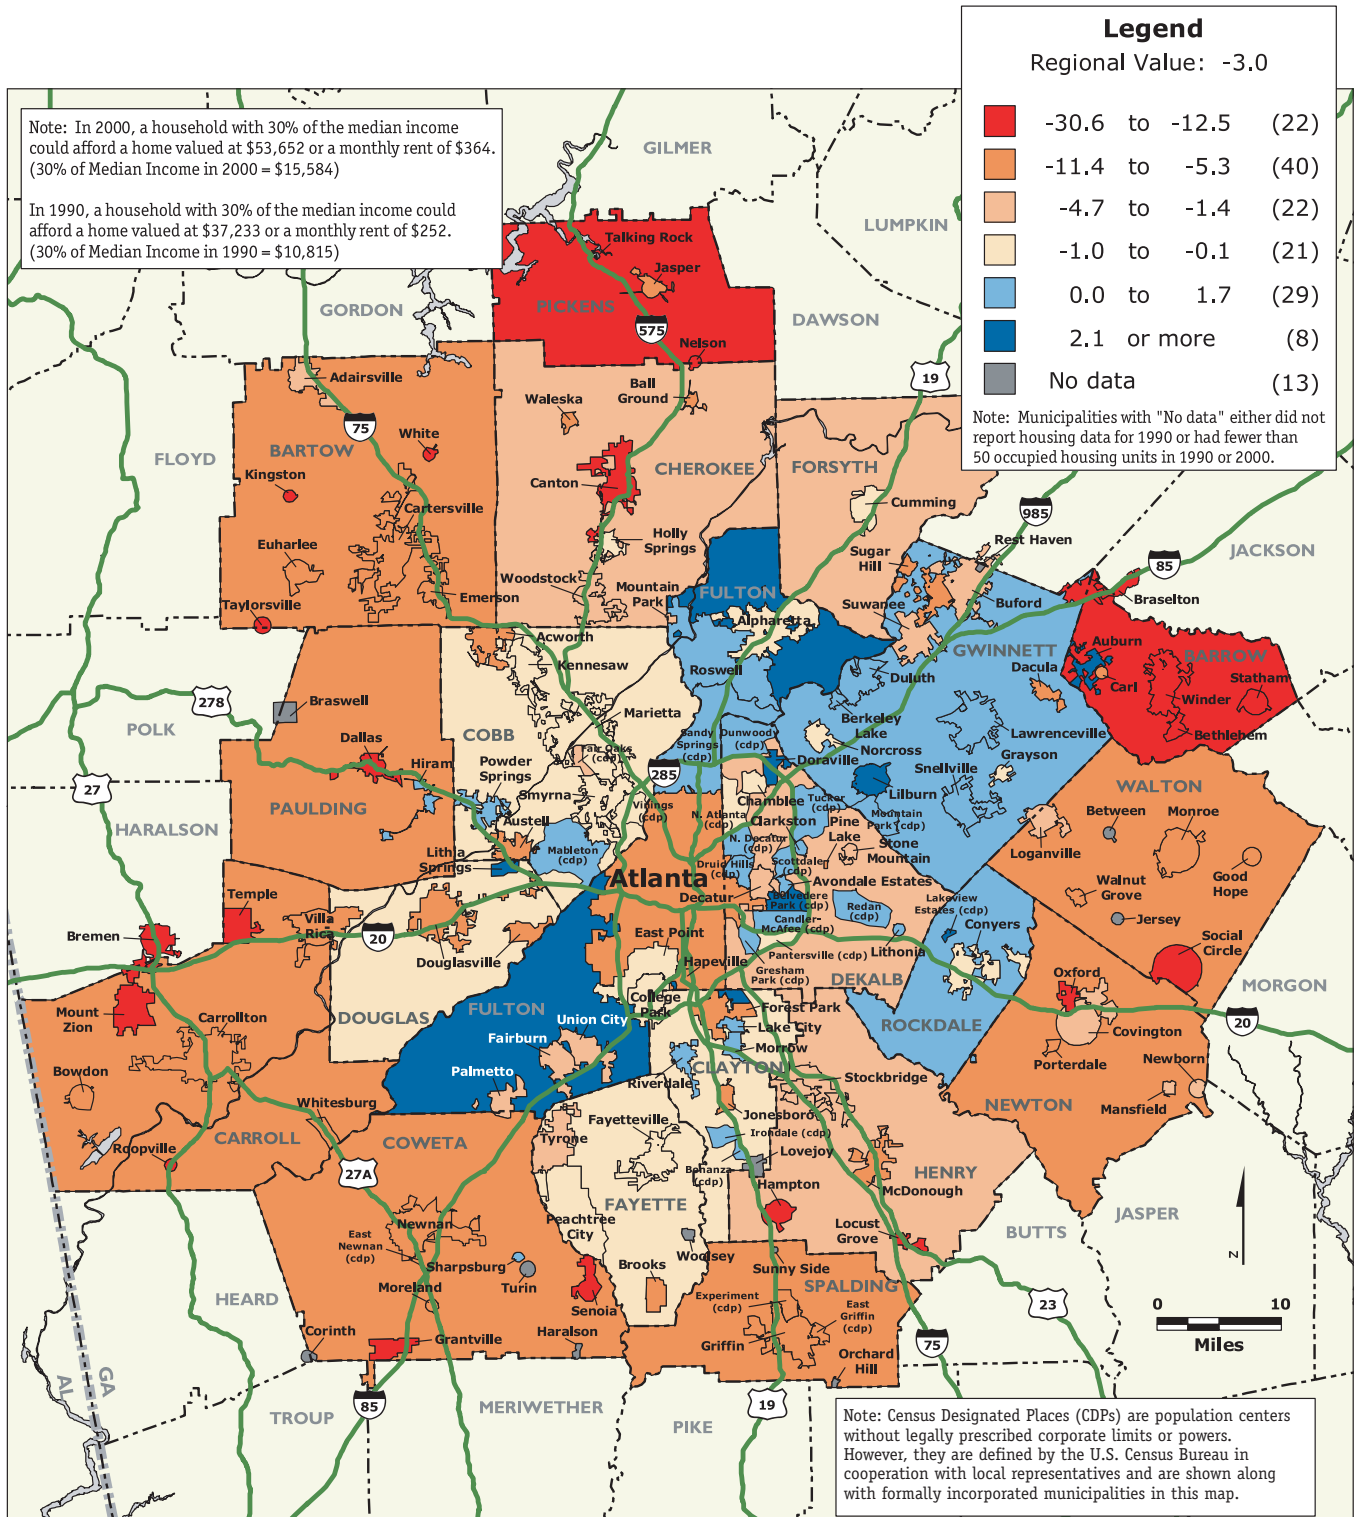 Legend
Regional Value: -3.0
-30.6 to -12.5 (22)
-11.4 to -5.3 (40)
-4.7 to -1.4 (22)
-1.0 to -0.1 (21)
0.0 to 1.7 (29)
2.1 or more (8)
No data (13)
Note: Municipalities with "No data" either did not
report housing data for 1990 or had fewer than
50 occupied housing units in 1990 or 2000.
Note: In 2000, a household with 30% of the median income
could afford a home valued at $53,652 or a monthly rent of $364.
(30% of Median Income in 2000 = $15,584)
In 1990, a household with 30% of the median income could
afford a home valued at $37,233 or a monthly rent of $252.
(30% of Median Income in 1990 = $10,815)
GILMER
LUMPKIN
Talking Rock
Jasper
PICKENS
GORDON
DAWSON
575
Nelson
19
Adairsville
Ball
Ground
Waleska
75
White
BARTOW
FLOYD
CHEROKEE
FORSYTH
Kingston
Canton
Cumming
Cartersville
985
Holly
Springs
Rest Haven
JACKSON
Euharlee
Sugar
Hill
85
Woodstock
Mountain
Park
FULTON
Emerson
Taylorsville
Suwanee
Buford
Braselton
Alpharetta
Acworth
Auburn
GWINNETT
BARROW
Kennesaw
Dacula
Roswell
Duluth
Carl
Statham
278
Braswell
Winder
Marietta
Berkeley
Lake
POLK
COBB
Sandy
Springs
(cdp)
Dunwoody
(cdp)
Lawrenceville
Bethlehem
Dallas
Fair Oaks
(cdp)
Norcross
Grayson
Hiram
Powder
Springs
Doraville
Snellville
285
27
WALTON
Smyrna
Vinings
(cdp)
Chamblee
Tucker
(cdp)
Lilburn
PAULDING
Between
Monroe
HARALSON
Austell
N. Atlanta
(cdp)
Clarkston
Pine
Lake
Mountain
Park (cdp)
Lithia
Springs
Mableton
(cdp)
N. Decatur
(cdp)
Stone
Mountain
Loganville
Druid Hills
(cdp)
Scottdale
(cdp)
Good
Hope
Atlanta
Avondale Estates
Walnut
Grove
Temple
Decatur
Belvedere
Park (cdp)
Redan
(cdp)
Lakeview
Estates (cdp)
Villa
Rica
Candler-
McAfee (cdp)
Conyers
Jersey
Bremen
20
East Point
Social
Circle
Douglasville
Hapeville
Pantersville (cdp)
Lithonia
Gresham
Park (cdp)
DEKALB
Oxford
MORGON
Mount
Zion
FULTON
College
Park
Forest Park
Carrollton
DOUGLAS
Union City
ROCKDALE
20
Lake City
Covington
Fairburn
Morrow
Porterdale
Newborn
Bowdon
Palmetto
CLAYTON
Riverdale
Stockbridge
Whitesburg
NEWTON
Mansfield
Fayetteville
Jonesboro
CARROLL
COWETA
Tyrone
Irondale (cdp)
Roopville
Lovejoy
27A
Bonanza
(cdp)
HENRY
Hampton
McDonough
FAYETTE
JASPER
Newnan
Peachtree
City
Locust
Grove
BUTTS
East
Newnan
(cdp)
Woolsey
N
Sharpsburg
Brooks
Sunny Side
Turin
SPALDING
Moreland
HEARD
Senoia
Experiment
(cdp)
East
Griffin
(cdp)
23
0 10
Miles
Corinth
Grantville
Haralson
Griffin
75
Orchard
Hill
GA
AL
85
19
TROUP
MERIWETHER
PIKE
Note: Census Designated Places (CDPs) are population centers
without legally prescribed corporate limits or powers.
However, they are defined by the U.S. Census Bureau in
cooperation with local representatives and are shown along
with formally incorporated municipalities in this map.